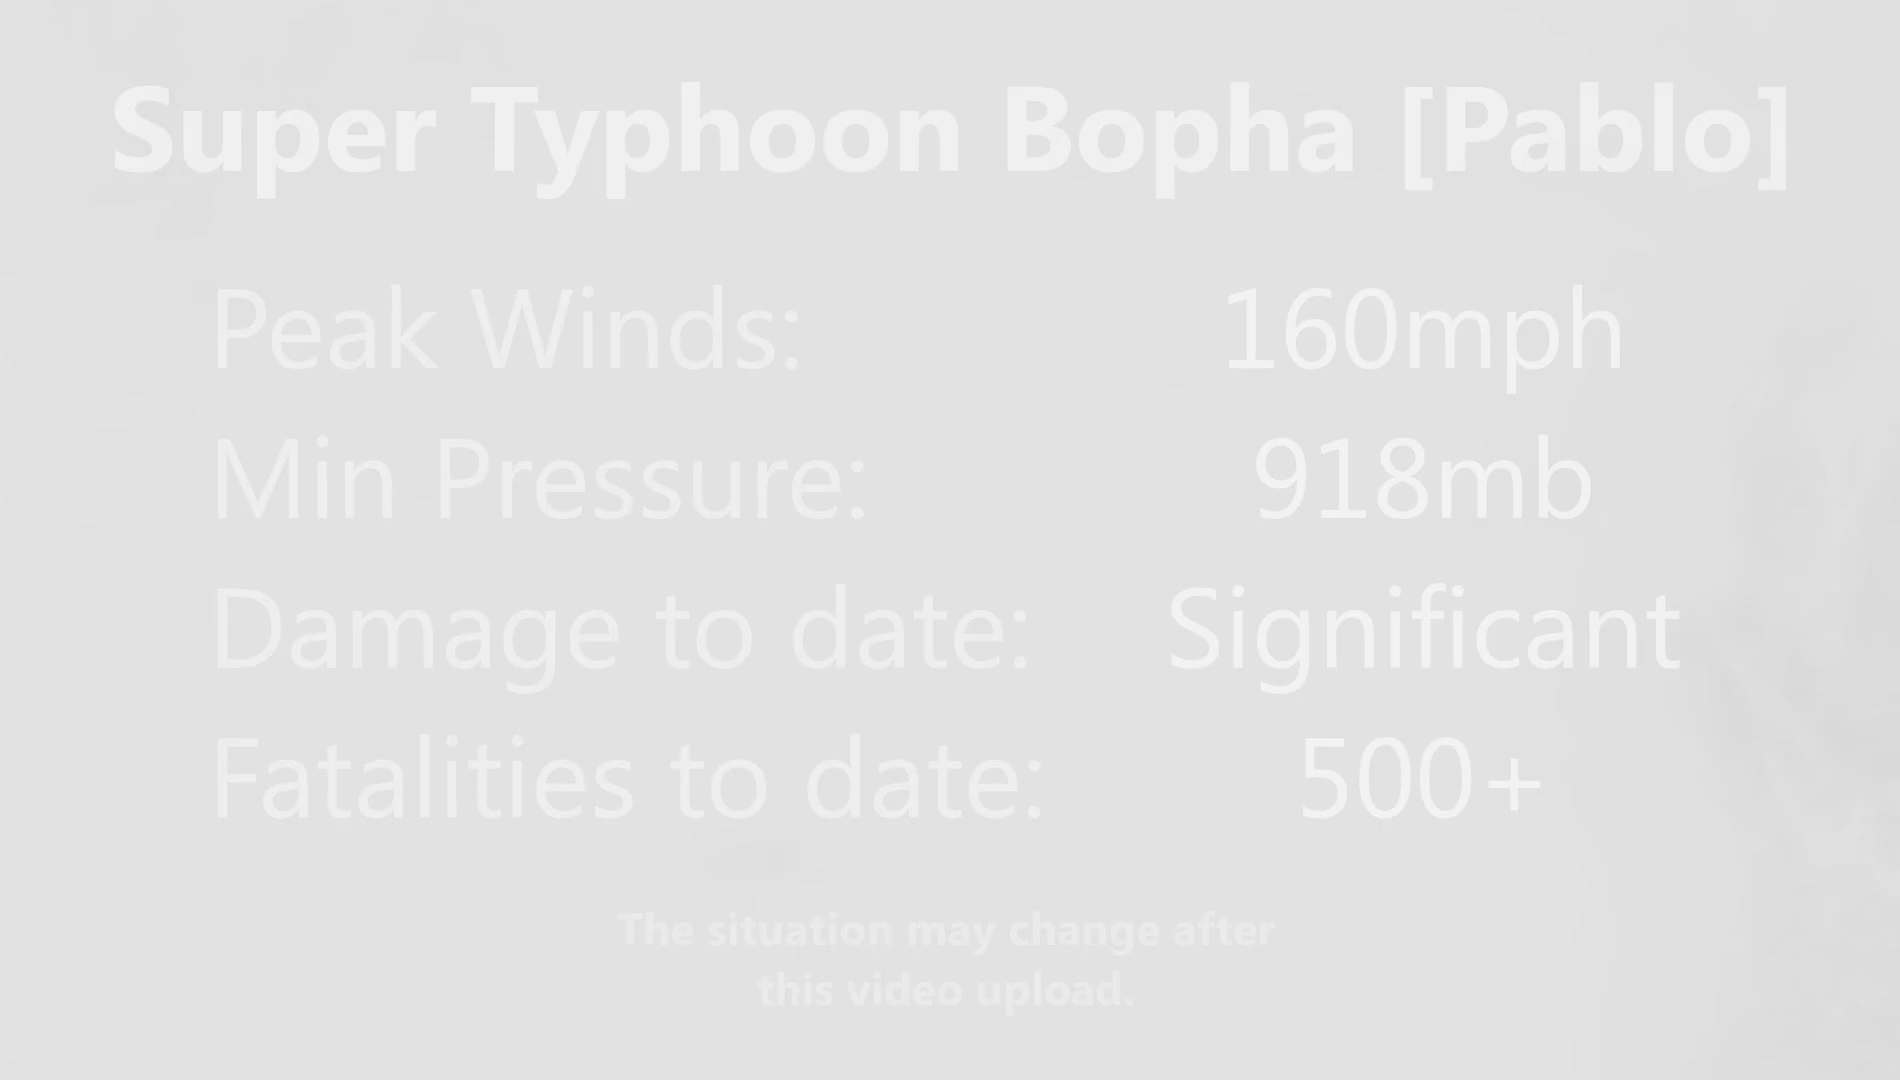 Super Typhoon Bopha [Pablo]
Peak Winds: 160mph
Min Pressure: 918mb
Damage to date: Significant
Fatalities to date: 500+
The situation may change after
this video upload.